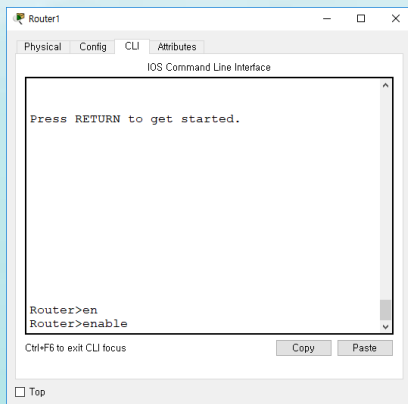 Router1
Physical Config CLI Attributes
IOS Command Line Interface
Press RETURN to get started.
Router>en
Router>enable
Ctrl+F6 to exit CLI focus
Copy Paste
Top